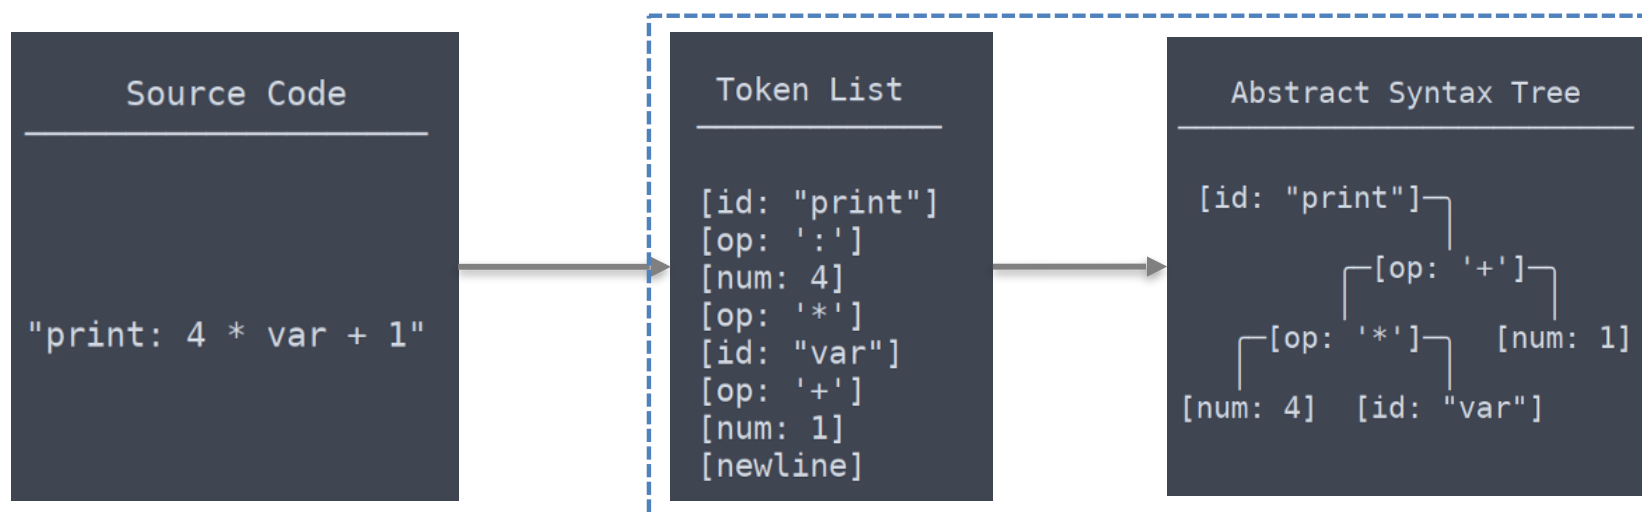 Source Code
"print: 4 * var + 1"
Token List
[id: "print"]
[op: ':']
[num: 4]
[op: '*']
[id: "var"]
[op: '+']
[num: 1]
[newline]
Abstract Syntax Tree
[id: "print"]
[op: '+']
[op: '*'] [num: 1]
[num: 4] [id: "var"]